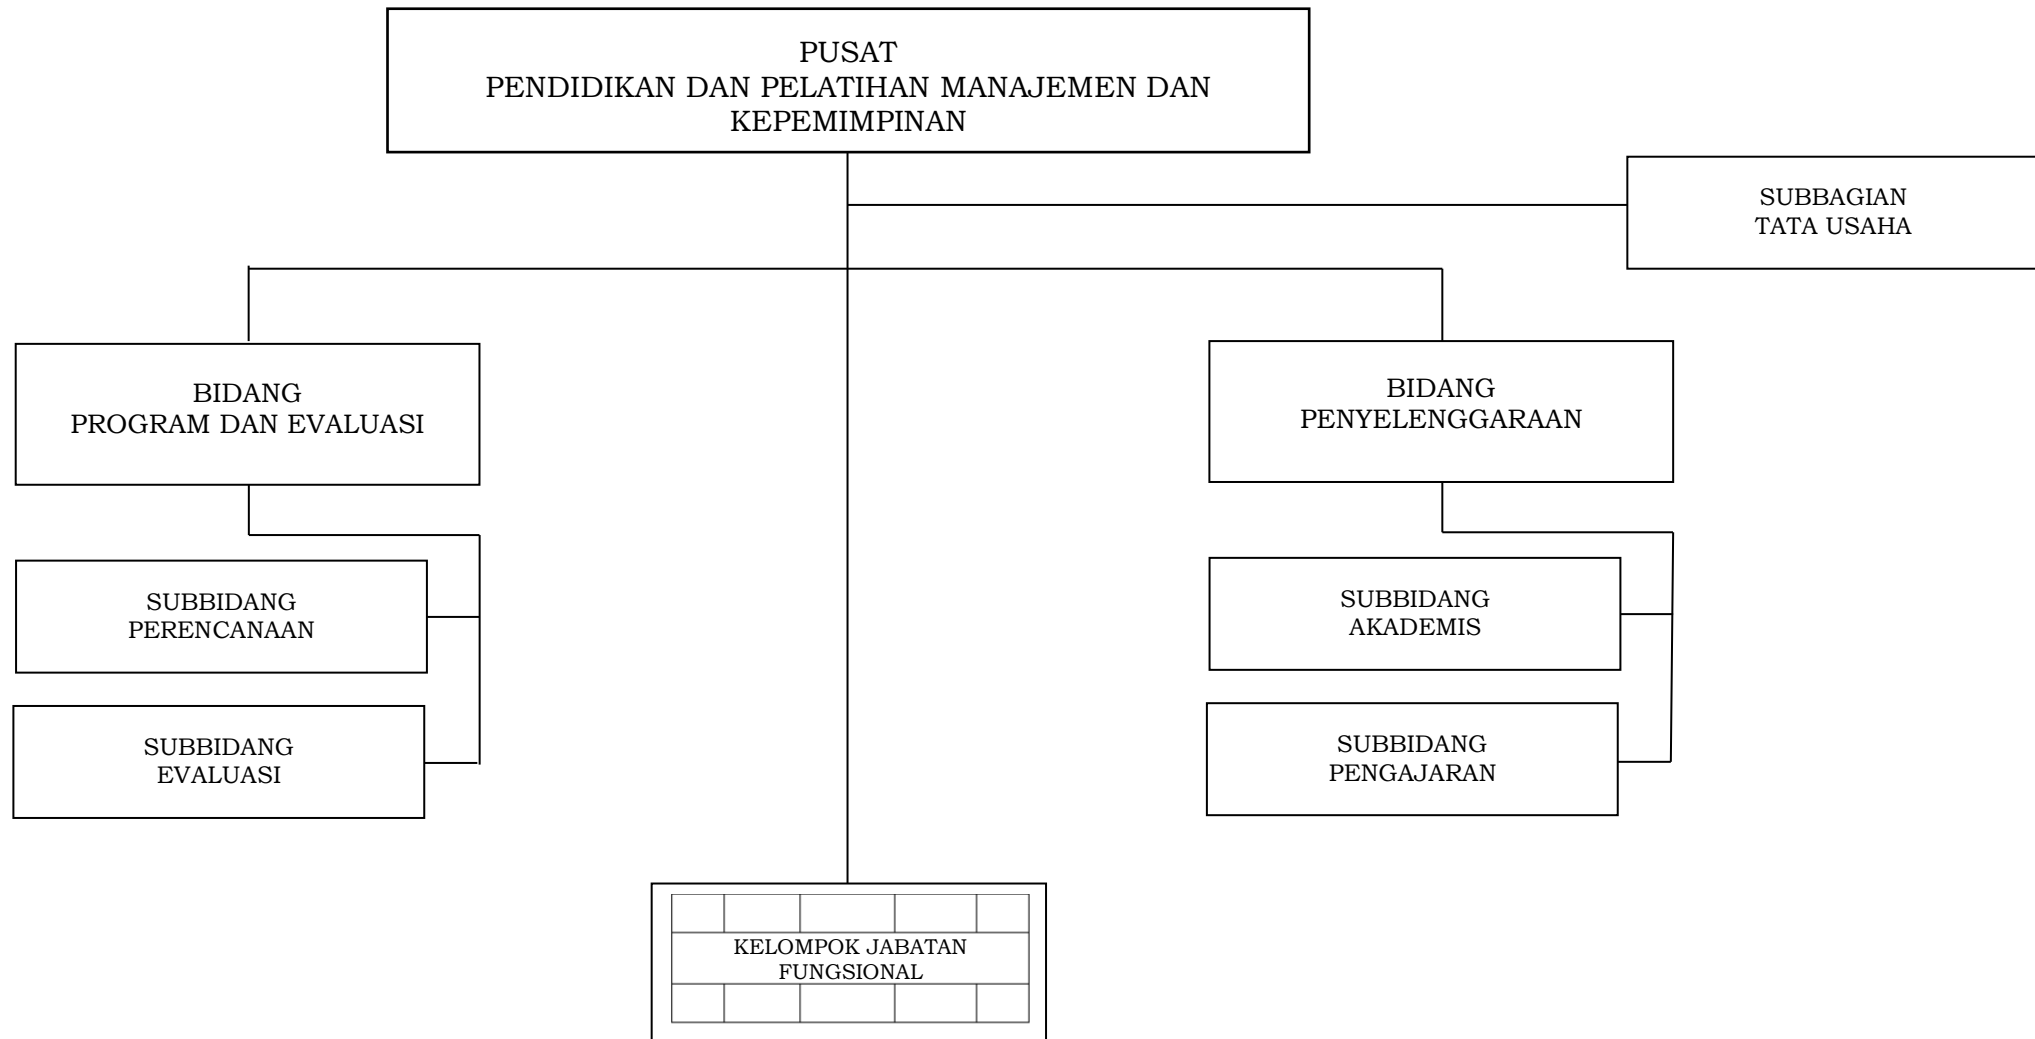 PUSAT
PENDIDIKAN DAN PELATIHAN MANAJEMEN DAN
KEPEMIMPINAN
SUBBAGIAN
TATA USAHA
BIDANG
PROGRAM DAN EVALUASI
BIDANG
PENYELENGGARAAN
SUBBIDANG
PERENCANAAN
SUBBIDANG
AKADEMIS
SUBBIDANG
EVALUASI
SUBBIDANG
PENGAJARAN
KELOMPOK JABATAN
FUNGSIONAL